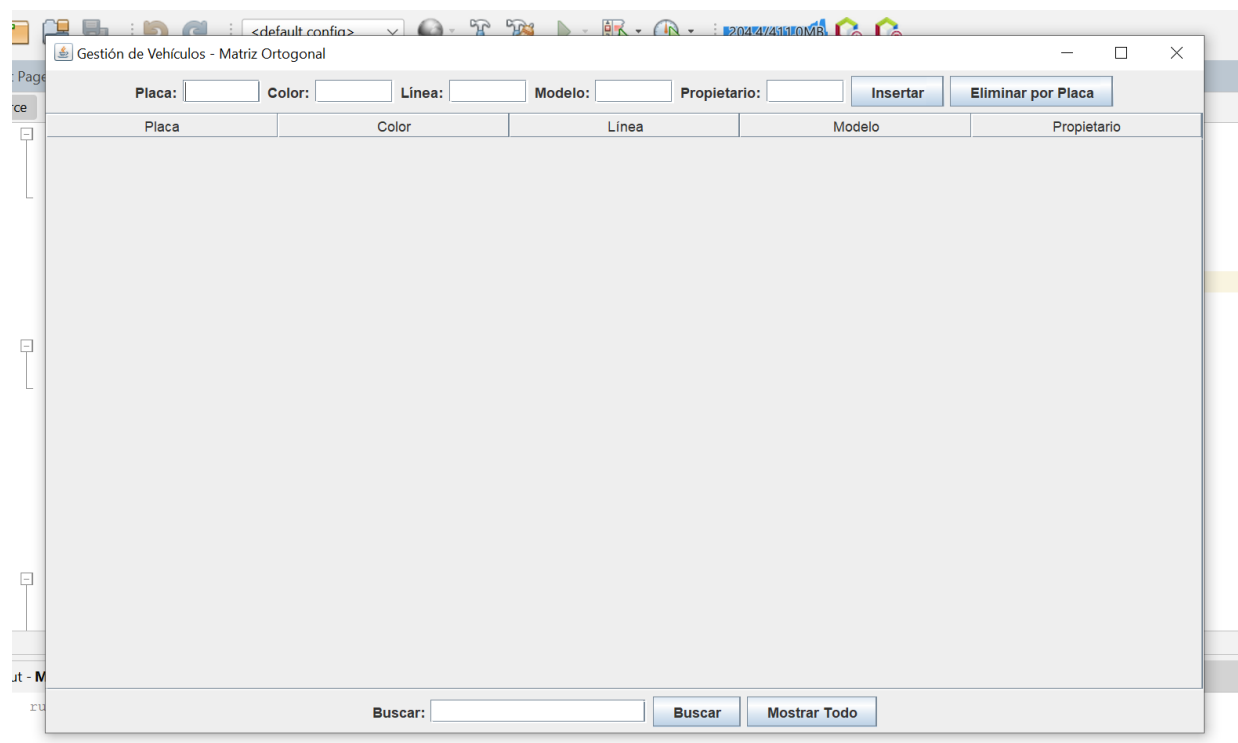 <default config>
204,4/411,0MB
Gestión de Vehículos - Matriz Ortogonal
Page
Placa: Color: Línea: Modelo: Propietario: Insertar Eliminar por Placa
rce
Placa Color Línea Modelo Propietario
ut - M
ru
Buscar: Buscar Mostrar Todo